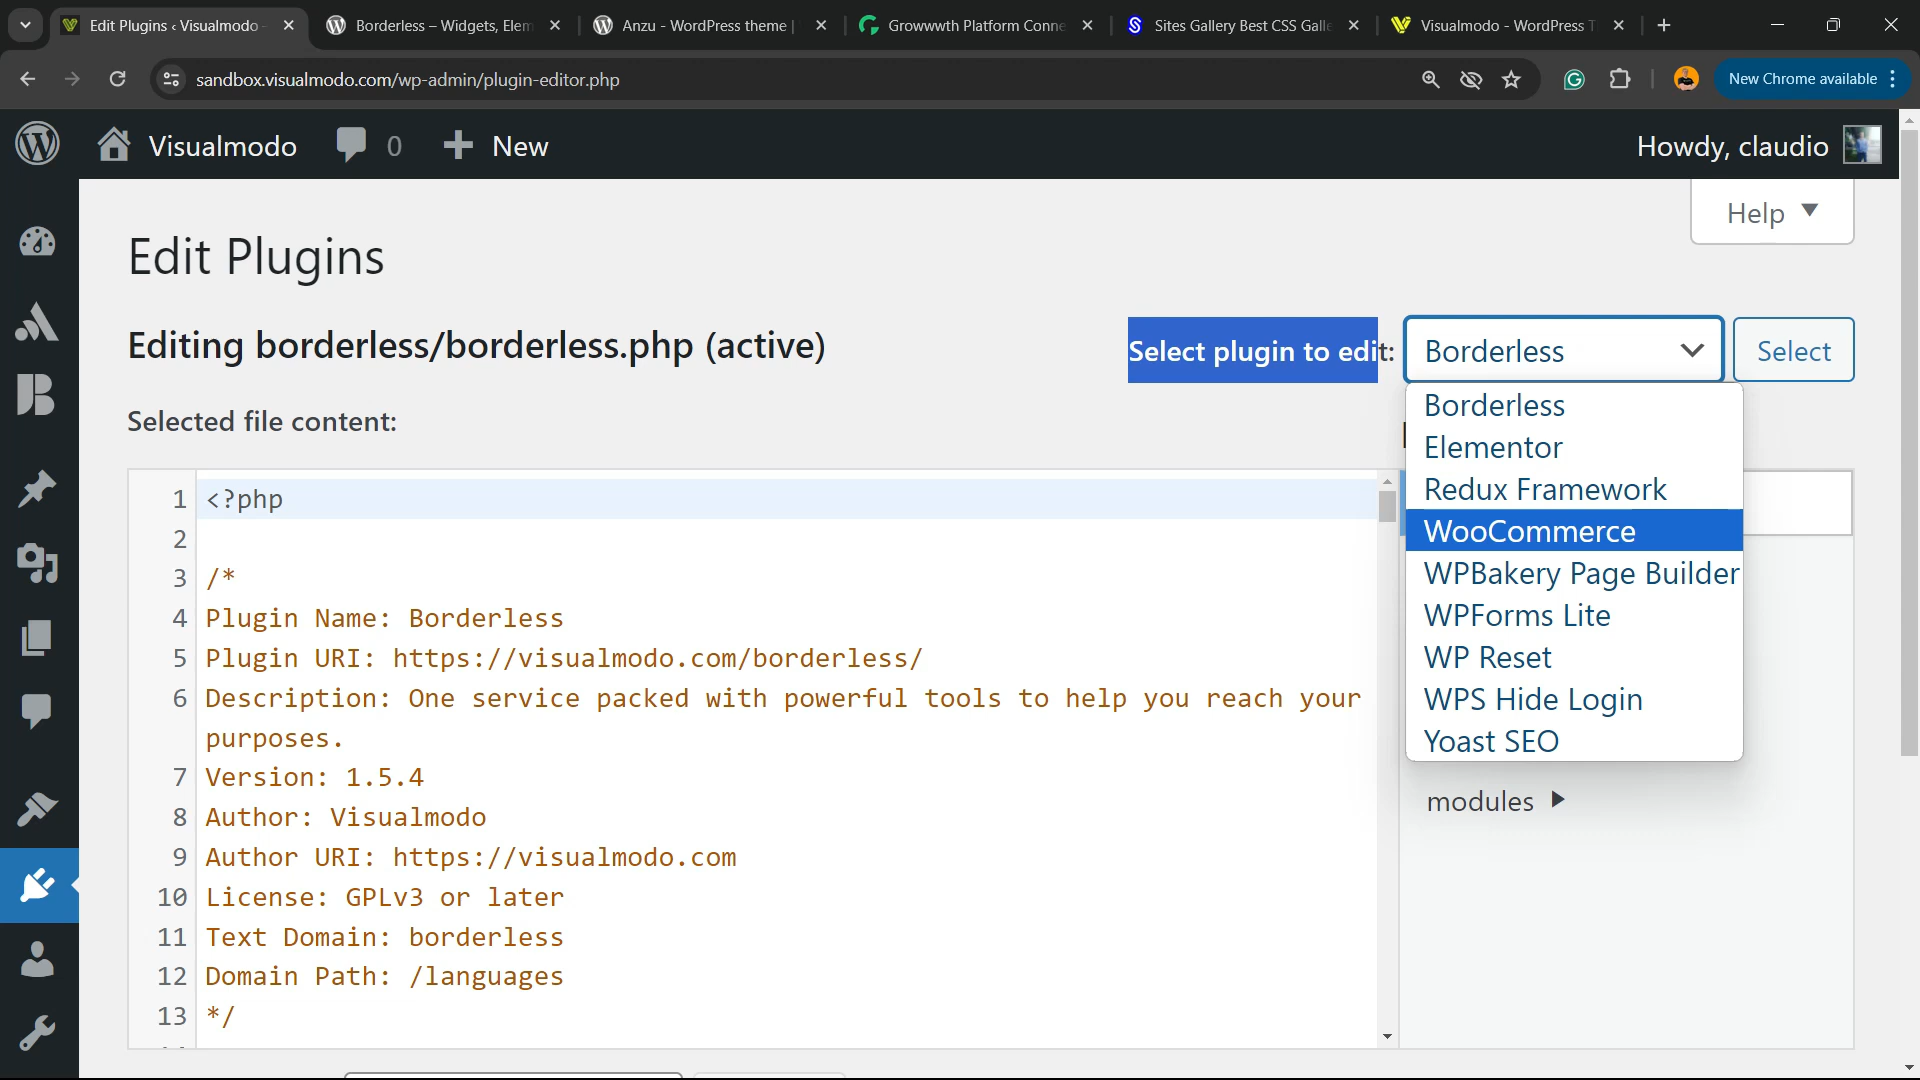 Edit Plugins ‹ Visualmodo
Borderless – Widgets, Elem
Anzu - WordPress theme |
Growwwth Platform Conne
Sites Gallery Best CSS Galle
Visualmodo - WordPress T
sandbox.visualmodo.com/wp-admin/plugin-editor.php
New Chrome available
Visualmodo
0
New
Howdy, claudio
Help
Edit Plugins
Editing borderless/borderless.php (active)
Select plugin to edit:
Borderless
Select
Borderless
Elementor
Redux Framework
WooCommerce
WPBakery Page Builder
WPForms Lite
WP Reset
WPS Hide Login
Yoast SEO
Selected file content:
1 <?php
2
3 /*
4 Plugin Name: Borderless
5 Plugin URI: https://visualmodo.com/borderless/
6 Description: One service packed with powerful tools to help you reach your
purposes.
7 Version: 1.5.4
8 Author: Visualmodo
9 Author URI: https://visualmodo.com
10 License: GPLv3 or later
11 Text Domain: borderless
12 Domain Path: /languages
13 */
modules